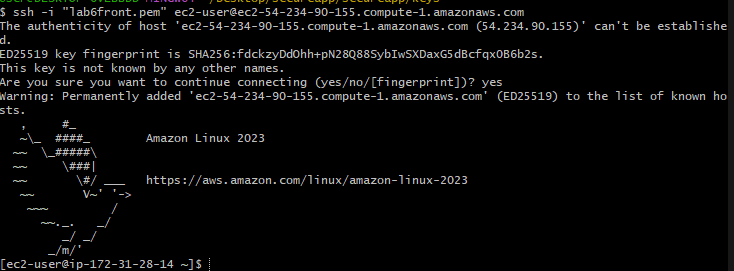 $ ssh -i "lab6front.pem" ec2-user@ec2-54-234-90-155.compute-1.amazonaws.com
The authenticity of host 'ec2-54-234-90-155.compute-1.amazonaws.com (54.234.90.155)' can't be establishe
d.
ED25519 key fingerprint is SHA256:fdckzyDdOhh+pN28Q88SybIwSXDaxG5dBcfqx0B6b2s.
This key is not known by any other names.
Are you sure you want to continue connecting (yes/no/[fingerprint])? yes
Warning: Permanently added 'ec2-54-234-90-155.compute-1.amazonaws.com' (ED25519) to the list of known ho
sts.
   ,     #_
   ~\_  ####_        Amazon Linux 2023
  ~~  \_#####\
  ~~     \###|
  ~~       \#/ ___   https://aws.amazon.com/linux/amazon-linux-2023
   ~~       V~' '->
    ~~~         /
      ~~._.   _/
         _/ _/
       _/m/'
[ec2-user@ip-172-31-28-14 ~]$